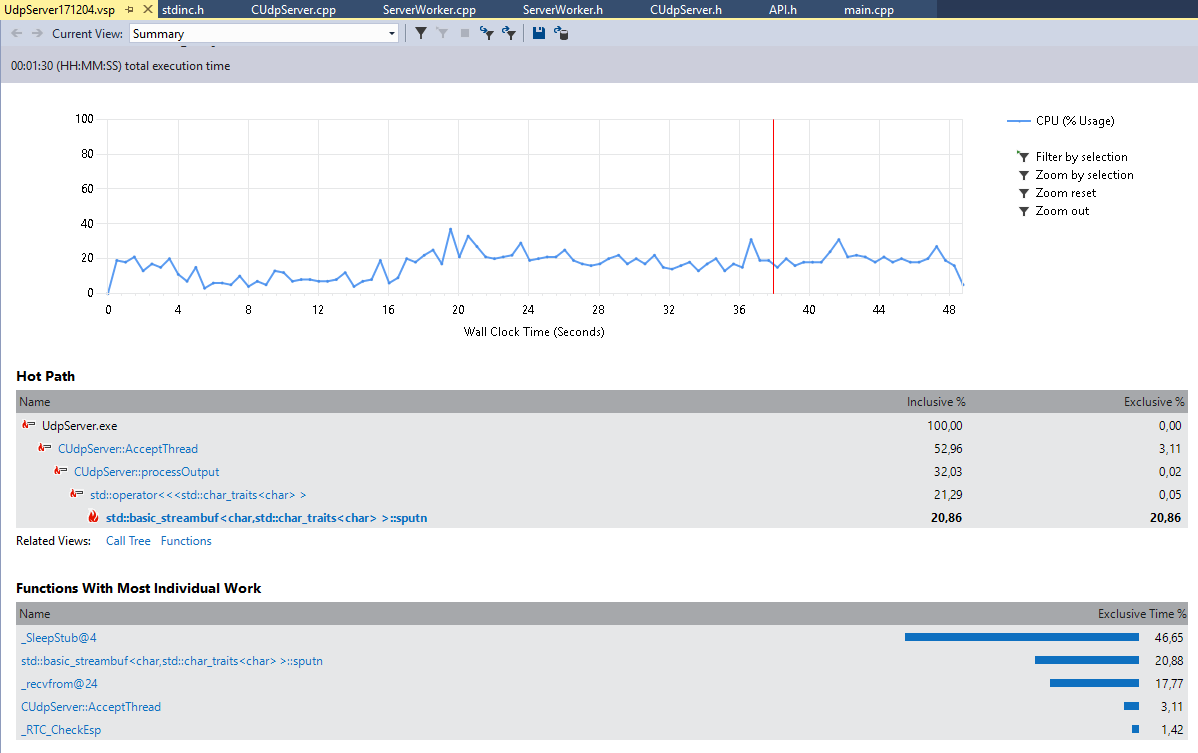 UdpServer171204.vsp stdinc.h CUdpServer.cpp ServerWorker.cpp ServerWorker.h CUdpServer.h API.h main.cpp
Current View: Summary
00:01:30 (HH:MM:SS) total execution time
100
80
60
40
20
0
0 4 8 12 16 20 24 28 32 36 40 44 48
Wall Clock Time (Seconds)
CPU (% Usage)
Filter by selection
Zoom by selection
Zoom reset
Zoom out
Hot Path
Name Inclusive % Exclusive %
UdpServer.exe 100,00 0,00
CUdpServer::AcceptThread 52,96 3,11
CUdpServer::processOutput 32,03 0,02
std::operator<<<std::char_traits<char> > 21,29 0,05
std::basic_streambuf<char,std::char_traits<char> >::sputn 20,86 20,86
Related Views: Call Tree Functions
Functions With Most Individual Work
Name Exclusive Time %
_SleepStub@4 46,65
std::basic_streambuf<char,std::char_traits<char> >::sputn 20,88
_recvfrom@24 17,77
CUdpServer::AcceptThread 3,11
_RTC_CheckEsp 1,42